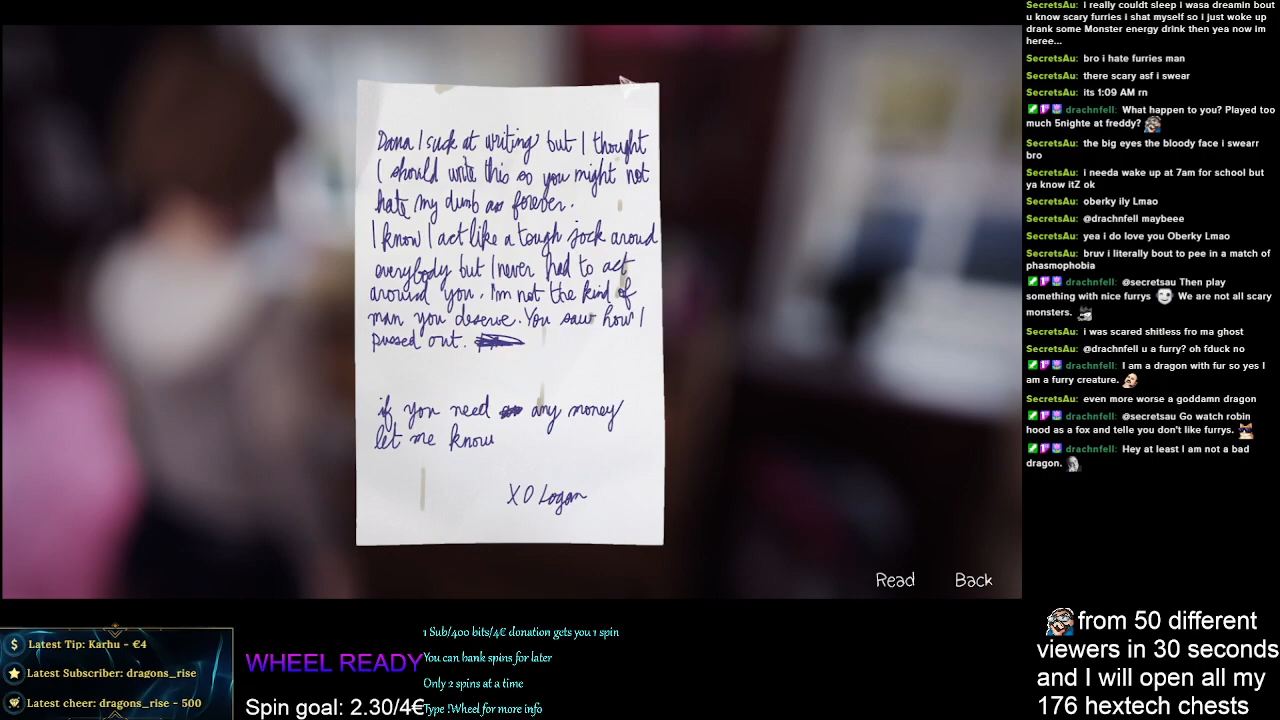 Dana I suck at writing but I thought
I should write this so you might not
hate my dumb ass forever.
I know I act like a tough jock aroud
everybody but I never had to act
around you. I'm not the kind of
man you deserve. You saw how I
pussed out.
if you need any money
let me know
XO Logan
Read
Back
SecretsAu: i really couldt sleep i wasa dreamin bout
u know scary furries i shat myself so i just woke up
drank some Monster energy drink then yea now im
heree...
SecretsAu: bro i hate furries man
SecretsAu: there scary asf i swear
SecretsAu: its 1:09 AM rn
drachnfell: What happen to you? Played too
much 5nighte at freddy?
SecretsAu: the big eyes the bloody face i swearr
bro
SecretsAu: i needa wake up at 7am for school but
ya know itZ ok
SecretsAu: oberky ily Lmao
SecretsAu: @drachnfell maybeee
SecretsAu: yea i do love you Oberky Lmao
SecretsAu: bruv i literally bout to pee in a match of
phasmophobia
drachnfell: @secretsau Then play
something with nice furrys We are not all scary
monsters.
SecretsAu: i was scared shitless fro ma ghost
SecretsAu: @drachnfell u a furry? oh fduck no
drachnfell: I am a dragon with fur so yes I
am a furry creature.
SecretsAu: even more worse a goddamn dragon
drachnfell: @secretsau Go watch robin
hood as a fox and telle you don't like furrys.
drachnfell: Hey at least I am not a bad
dragon.
Latest Tip: Karhu - €4
Latest Subscriber: dragons_rise
Latest cheer: dragons_rise - 500
WHEEL READY
Spin goal: 2.30/4€
1 Sub/400 bits/4€ donation gets you 1 spin
You can bank spins for later
Only 2 spins at a time
Type !Wheel for more info
from 50 different
viewers in 30 seconds
and I will open all my
176 hextech chests